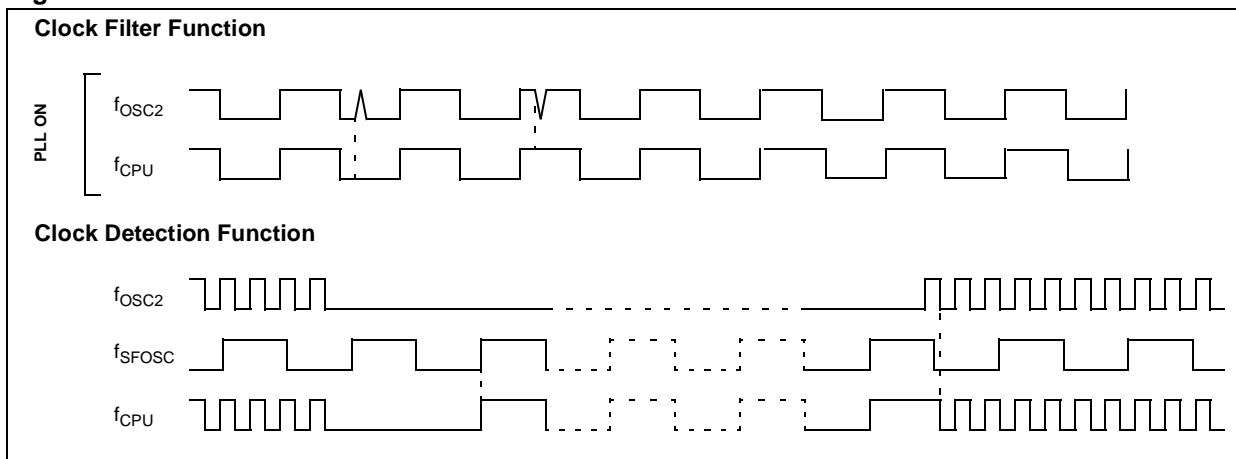 Clock Filter Function
PLL ON
fOSC2
fCPU
Clock Detection Function
fOSC2
fSFOSC
fCPU